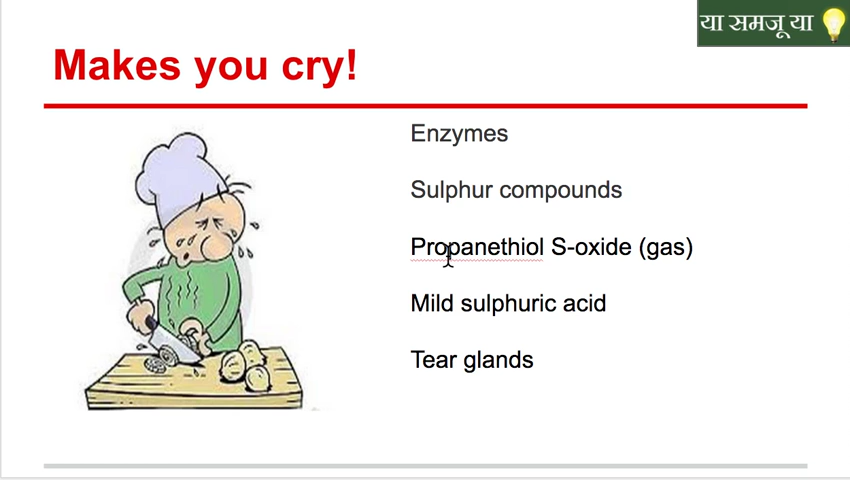 या समजू या
Makes you cry!
Enzymes
Sulphur compounds
Propanethiol S-oxide (gas)
Mild sulphuric acid
Tear glands